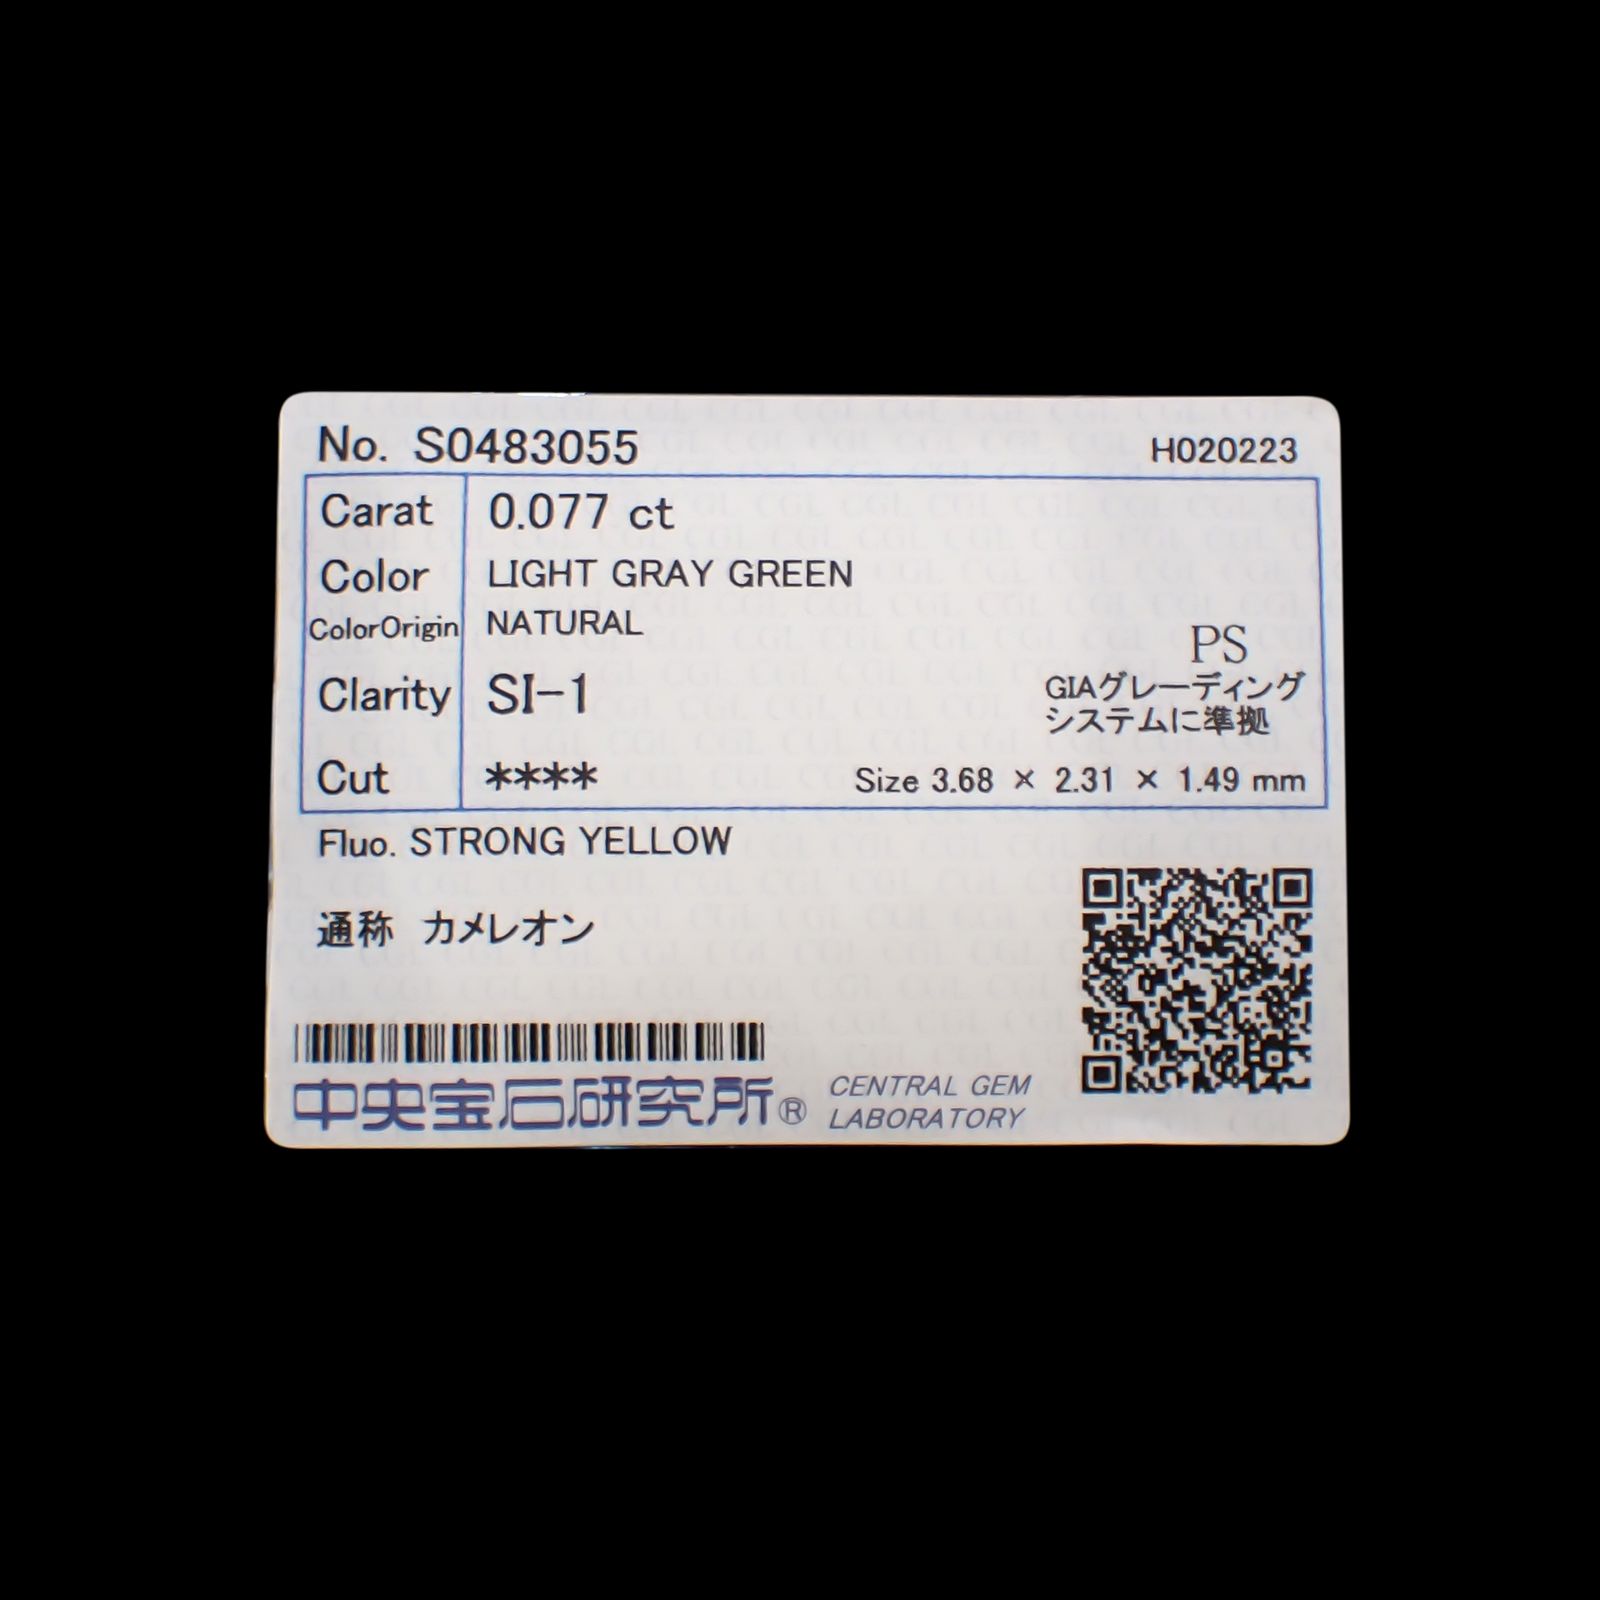 No. S0483055
H020223
Carat 0.077 ct
Color LIGHT GRAY GREEN
ColorOrigin NATURAL
PS
Clarity SI-1
GIAグレーディング
システムに準拠
Cut ****
Size 3.68 × 2.31 × 1.49 mm
Fluo. STRONG YELLOW
通称 カメレオン
中央宝石研究所®
CENTRAL GEM
LABORATORY